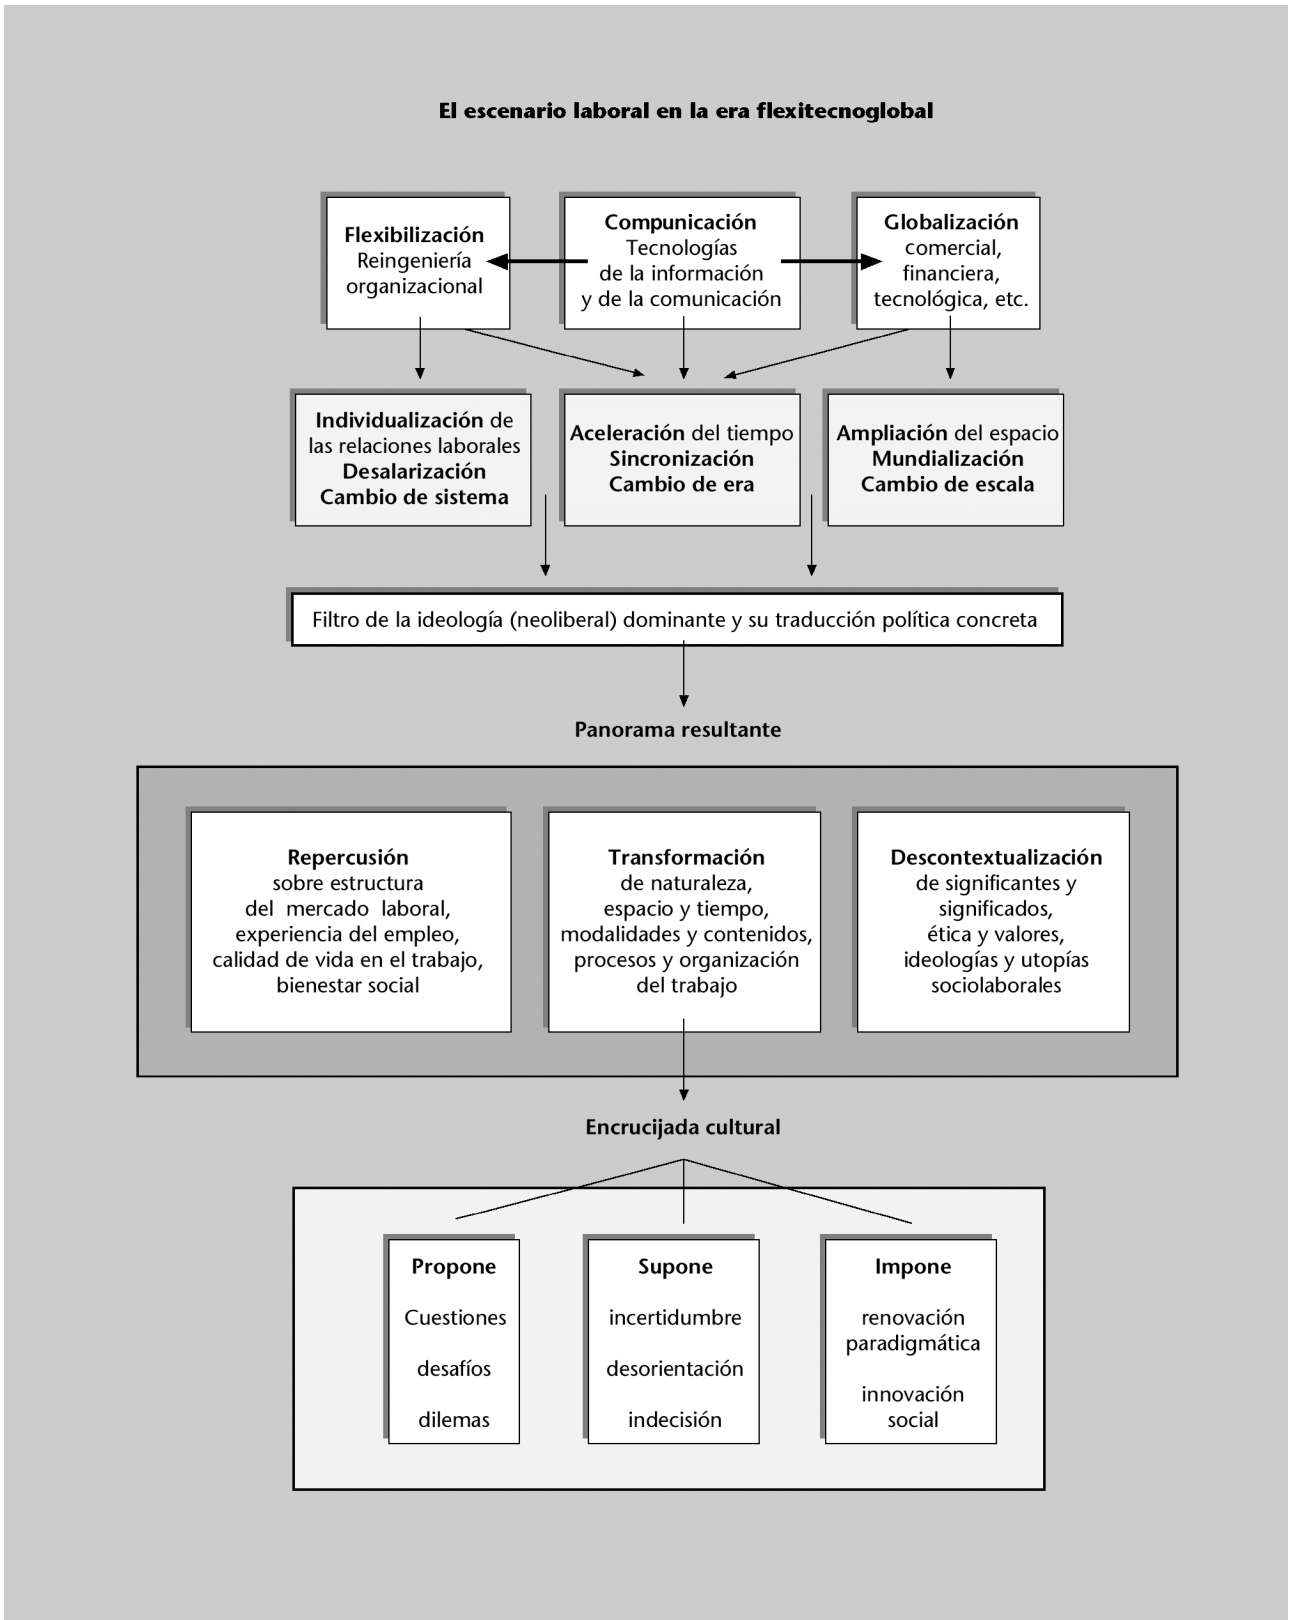 El escenario laboral en la era flexitecnoglobal
Flexibilización
Reingeniería
organizacional
Compunicación
Tecnologías
de la información
y de la comunicación
Globalización
comercial,
financiera,
tecnológica, etc.
Individualización de
las relaciones laborales
Desalarización
Cambio de sistema
Aceleración del tiempo
Sincronización
Cambio de era
Ampliación del espacio
Mundialización
Cambio de escala
Filtro de la ideología (neoliberal) dominante y su traducción política concreta
Panorama resultante
Repercusión
sobre estructura
del mercado laboral,
experiencia del empleo,
calidad de vida en el trabajo,
bienestar social
Transformación
de naturaleza,
espacio y tiempo,
modalidades y contenidos,
procesos y organización
del trabajo
Descontextualización
de significantes y
significados,
ética y valores,
ideologías y utopías
sociolaborales
Encrucijada cultural
Propone
Cuestiones
desafíos
dilemas
Supone
incertidumbre
desorientación
indecisión
Impone
renovación
paradigmática
innovación
social